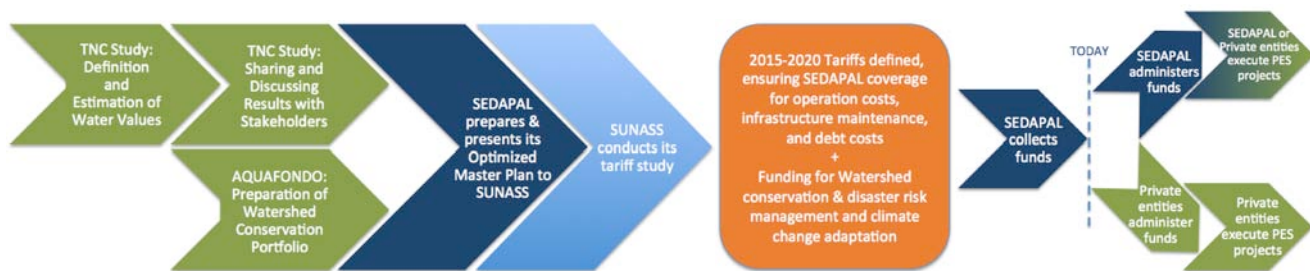 TNC Study:
Definition
and
Estimation of
Water Values
TNC Study:
Sharing and
Discussing
Results with
Stakeholders
AQUAFONDO:
Preparation of
Watershed
Conservation
Portfolio
SEDAPAL
prepares &
presents its
Optimized
Master Plan to
SUNASS
SUNASS
conducts its
tariff study
2015-2020 Tariffs defined,
ensuring SEDAPAL coverage
for operation costs,
infrastructure maintenance,
and debt costs
+
Funding for Watershed
conservation & disaster risk
management and climate
change adaptation
SEDAPAL
collects
funds
TODAY
SEDAPAL
administers
funds
SEDAPAL or
Private entities
execute PES
projects
Private
entities
administer
funds
Private
entities
execute PES
projects